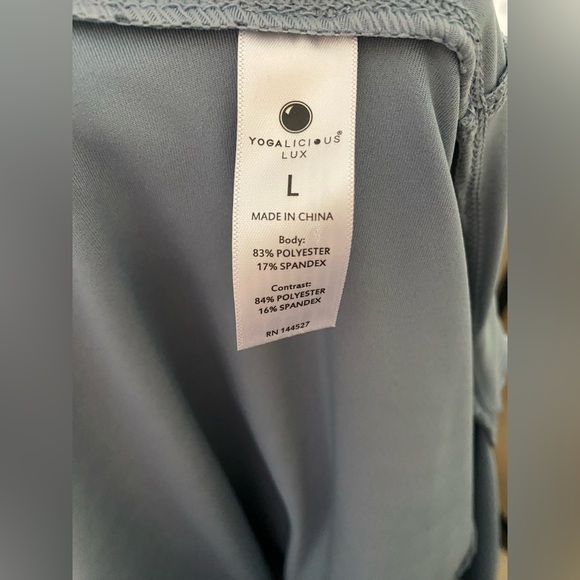 YOGALICIOUS®
LUX
L
MADE IN CHINA
Body:
83% POLYESTER
17% SPANDEX
Contrast:
84% POLYESTER
16% SPANDEX
RN 144527